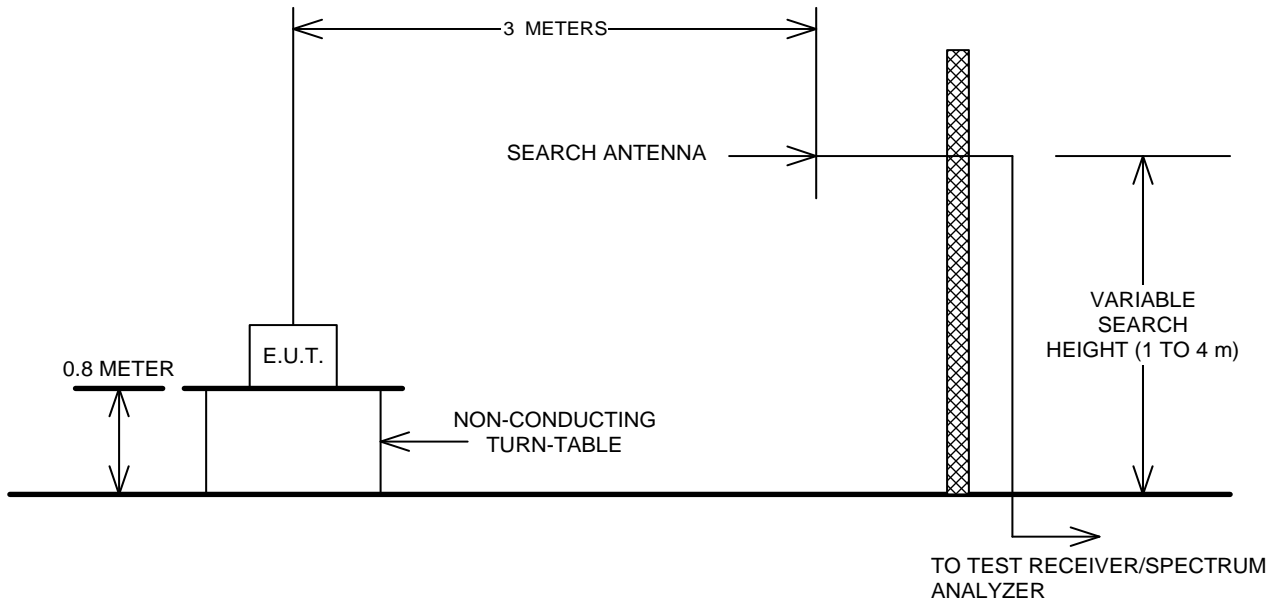 3 METERS
SEARCH ANTENNA
VARIABLE
SEARCH
HEIGHT (1 TO 4 m)
E.U.T.
0.8 METER
NON-CONDUCTING
TURN-TABLE
TO TEST RECEIVER/SPECTRUM
ANALYZER